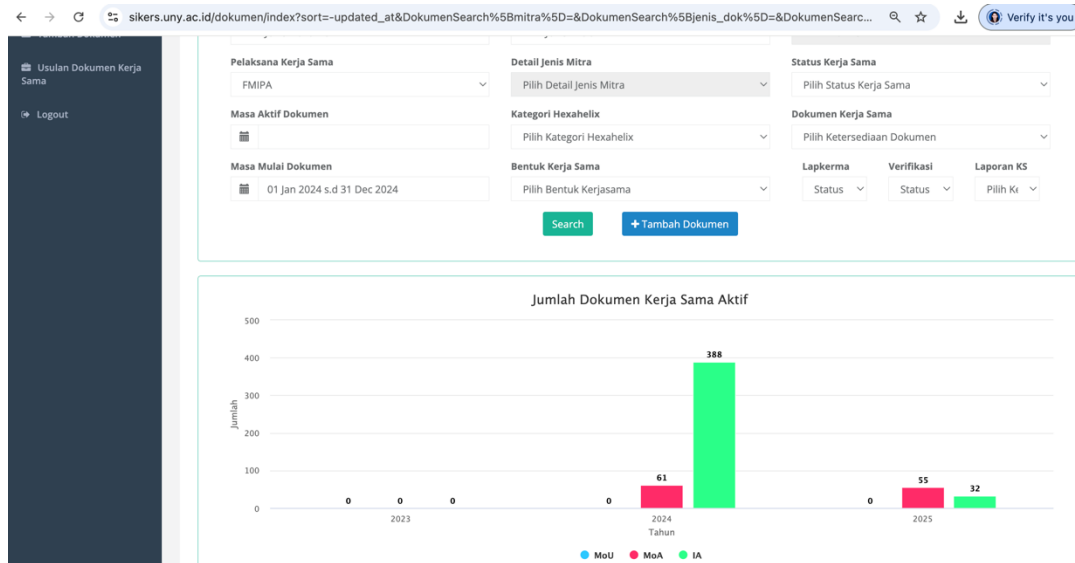 sikers.uny.ac.id/dokumen/index?sort=-updated_at&DokumenSearch%5Bmitra%5D=&DokumenSearch%5Bjenis_dok%5D=&DokumenSearc...
Verify it's you
Usulan Dokumen Kerja
Sama
Logout
Pelaksana Kerja Sama
Detail Jenis Mitra
Status Kerja Sama
FMIPA
Pilih Detail Jenis Mitra
Pilih Status Kerja Sama
Masa Aktif Dokumen
Kategori Hexahelix
Dokumen Kerja Sama
Pilih Kategori Hexahelix
Pilih Ketersediaan Dokumen
Masa Mulai Dokumen
Bentuk Kerja Sama
Lapkerma
Verifikasi
Laporan KS
01 Jan 2024 s.d 31 Dec 2024
Pilih Bentuk Kerjasama
Status
Status
Pilih
Search
+ Tambah Dokumen
Jumlah Dokumen Kerja Sama Aktif
500
400
300
200
100
0
Jumlah
0
0
0
0
61
388
0
55
32
2023
2024
2025
Tahun
MoU
MoA
IA